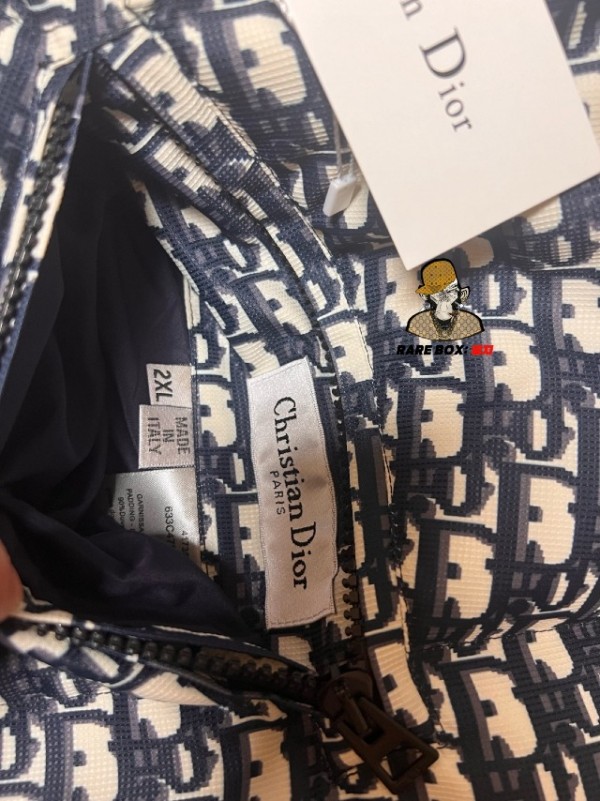 n Dior
RARE BOX:
2XL
MADE
IN
ITALY
Christian Dior
PARIS